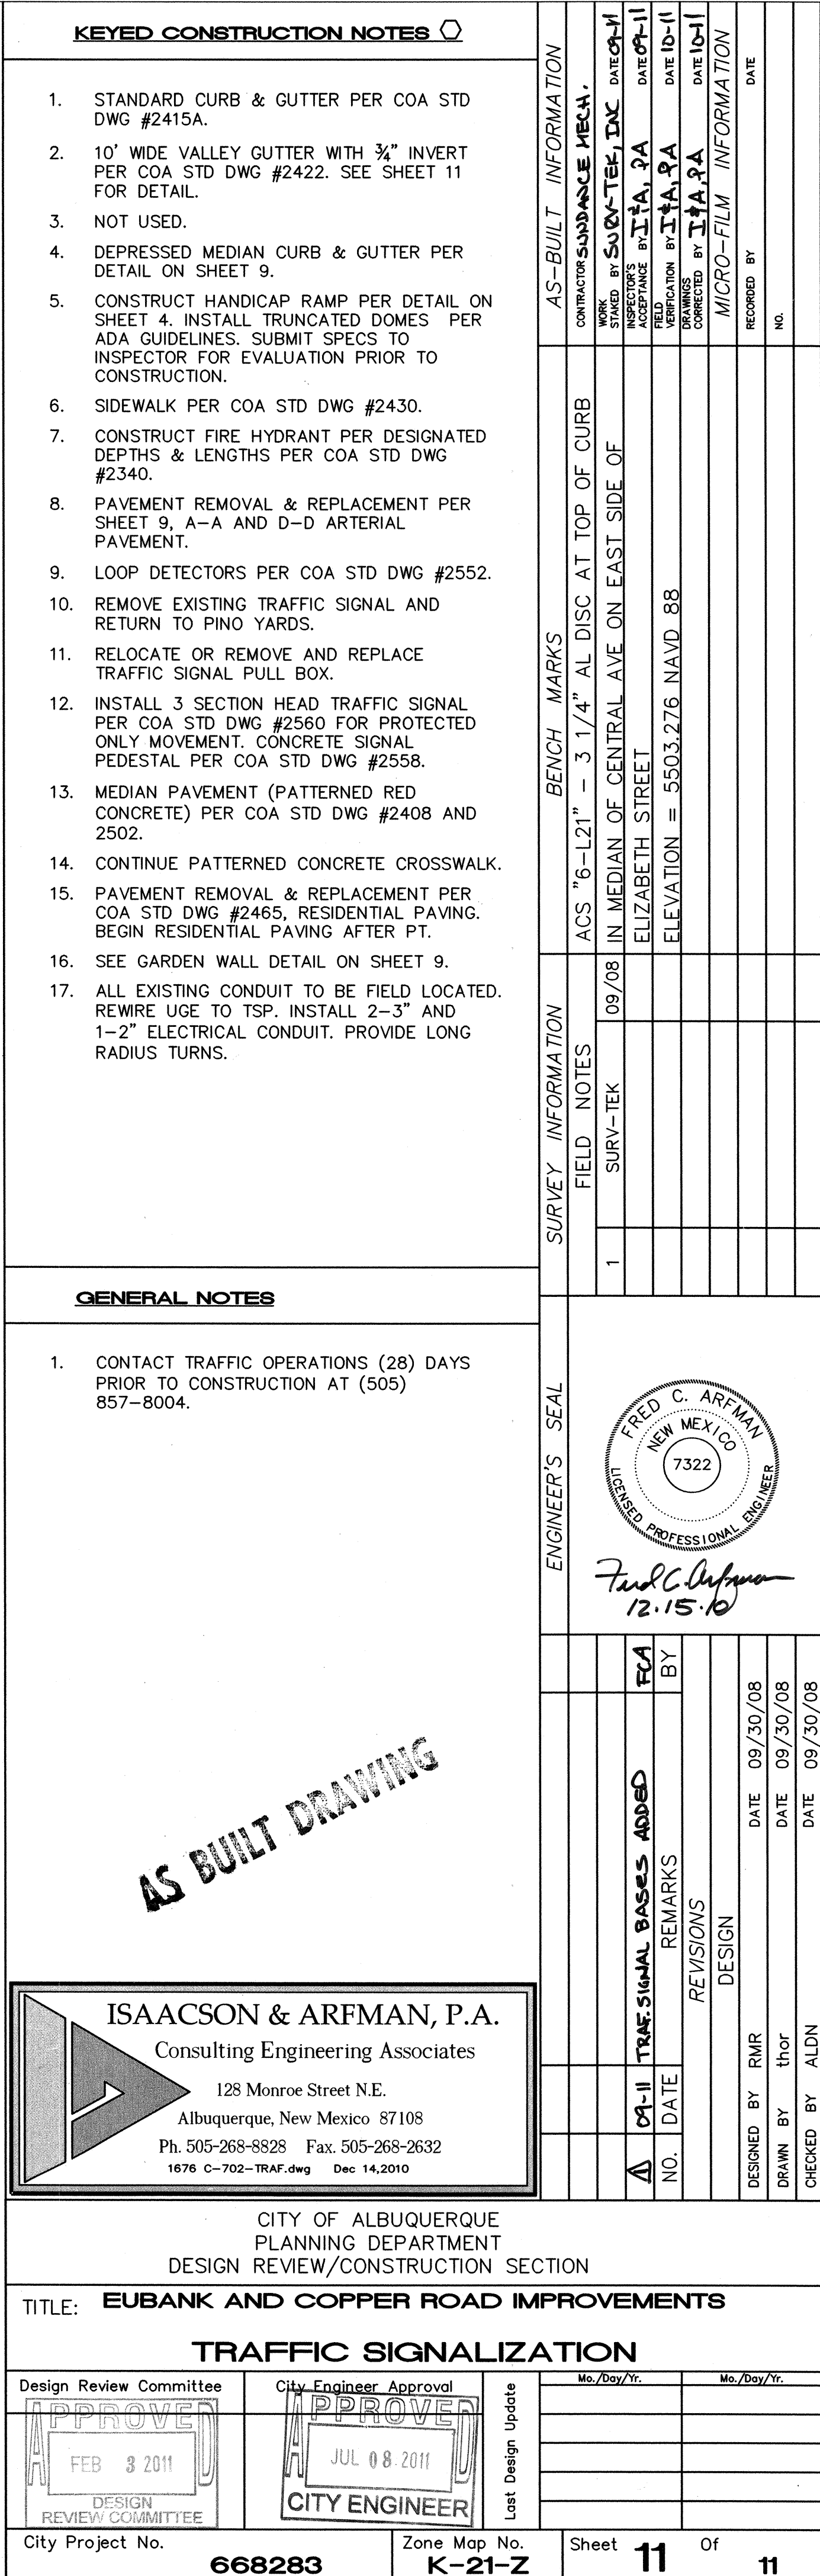 KEYED CONSTRUCTION NOTES
1. STANDARD CURB & GUTTER PER COA STD
DWG #2415A.
2. 10' WIDE VALLEY GUTTER WITH ¾" INVERT
PER COA STD DWG #2422. SEE SHEET 11
FOR DETAIL.
3. NOT USED.
4. DEPRESSED MEDIAN CURB & GUTTER PER
DETAIL ON SHEET 9.
5. CONSTRUCT HANDICAP RAMP PER DETAIL ON
SHEET 4. INSTALL TRUNCATED DOMES PER
ADA GUIDELINES. SUBMIT SPECS TO
INSPECTOR FOR EVALUATION PRIOR TO
CONSTRUCTION.
6. SIDEWALK PER COA STD DWG #2430.
7. CONSTRUCT FIRE HYDRANT PER DESIGNATED
DEPTHS & LENGTHS PER COA STD DWG
#2340.
8. PAVEMENT REMOVAL & REPLACEMENT PER
SHEET 9, A-A AND D-D ARTERIAL
PAVEMENT.
9. LOOP DETECTORS PER COA STD DWG #2552.
10. REMOVE EXISTING TRAFFIC SIGNAL AND
RETURN TO PINO YARDS.
11. RELOCATE OR REMOVE AND REPLACE
TRAFFIC SIGNAL PULL BOX.
12. INSTALL 3 SECTION HEAD TRAFFIC SIGNAL
PER COA STD DWG #2560 FOR PROTECTED
ONLY MOVEMENT. CONCRETE SIGNAL
PEDESTAL PER COA STD DWG #2558.
13. MEDIAN PAVEMENT (PATTERNED RED
CONCRETE) PER COA STD DWG #2408 AND
2502.
14. CONTINUE PATTERNED CONCRETE CROSSWALK.
15. PAVEMENT REMOVAL & REPLACEMENT PER
COA STD DWG #2465, RESIDENTIAL PAVING.
BEGIN RESIDENTIAL PAVING AFTER PT.
16. SEE GARDEN WALL DETAIL ON SHEET 9.
17. ALL EXISTING CONDUIT TO BE FIELD LOCATED.
REWIRE UGE TO TSP. INSTALL 2-3" AND
1-2" ELECTRICAL CONDUIT. PROVIDE LONG
RADIUS TURNS.
GENERAL NOTES
1. CONTACT TRAFFIC OPERATIONS (28) DAYS
PRIOR TO CONSTRUCTION AT (505)
857-8004.
AS BUILT DRAWING
AS-BUILT INFORMATION
CONTRACTOR SUNDANCE MECH.
WORK
STAKED BY SURV-TEK, INC DATE 09-11
INSPECTOR'S
ACCEPTANCE BY I&A, PA DATE 09-11
FIELD
VERIFICATION BY I&A, PA DATE 10-11
DRAWINGS
CORRECTED BY I&A, PA DATE 10-11
MICRO-FILM INFORMATION
RECORDED BY DATE
NO.
BENCH MARKS
ACS "6-L21" - 3 1/4" AL DISC AT TOP OF CURB
IN MEDIAN OF CENTRAL AVE ON EAST SIDE OF
ELIZABETH STREET
ELEVATION = 5503.276 NAVD 88
SURVEY INFORMATION
FIELD NOTES
1 SURV-TEK 09/08
ENGINEER'S SEAL
FRED C. ARFMAN
NEW MEXICO
7322
LICENSED PROFESSIONAL ENGINEER
Fred C. Arfman
12.15.10
1 09-11 TRAF. SIGNAL BASES ADDED FCA
NO. DATE REMARKS BY
REVISIONS
DESIGN
DESIGNED BY RMR DATE 09/30/08
DRAWN BY thor DATE 09/30/08
CHECKED BY ALDN DATE 09/30/08
ISAACSON & ARFMAN, P.A.
Consulting Engineering Associates
128 Monroe Street N.E.
Albuquerque, New Mexico 87108
Ph. 505-268-8828 Fax. 505-268-2632
1676 C-702-TRAF.dwg Dec 14,2010
CITY OF ALBUQUERQUE
PLANNING DEPARTMENT
DESIGN REVIEW/CONSTRUCTION SECTION
TITLE: EUBANK AND COPPER ROAD IMPROVEMENTS
TRAFFIC SIGNALIZATION
Design Review Committee
APPROVED
FEB 3 2011
DESIGN
REVIEW COMMITTEE
City Engineer Approval
APPROVED
JUL 08 2011
CITY ENGINEER
Last Design Update
Mo./Day/Yr. Mo./Day/Yr.
City Project No.
668283
Zone Map No.
K-21-Z
Sheet 11 Of 11